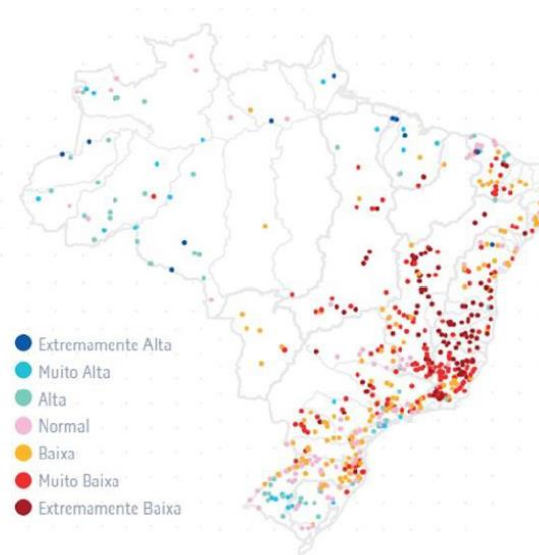 Extremamente Alta
Muito Alta
Alta
Normal
Baixa
Muito Baixa
Extremamente Baixa